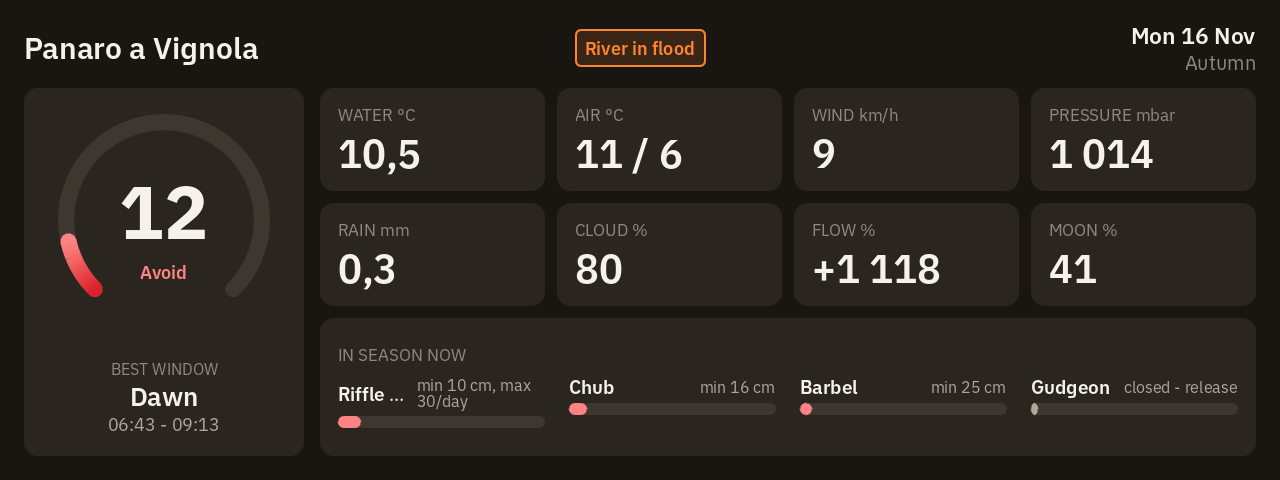 Panaro a Vignola
River in flood
Mon 16 Nov
Autumn
12
Avoid
BEST WINDOW
Dawn
06:43 - 09:13
WATER °C
10,5
AIR °C
11 / 6
WIND km/h
9
PRESSURE mbar
1 014
RAIN mm
0,3
CLOUD %
80
FLOW %
+1 118
MOON %
41
IN SEASON NOW
Riffle ...
min 10 cm, max
30/day
Chub
min 16 cm
Barbel
min 25 cm
Gudgeon
closed - release